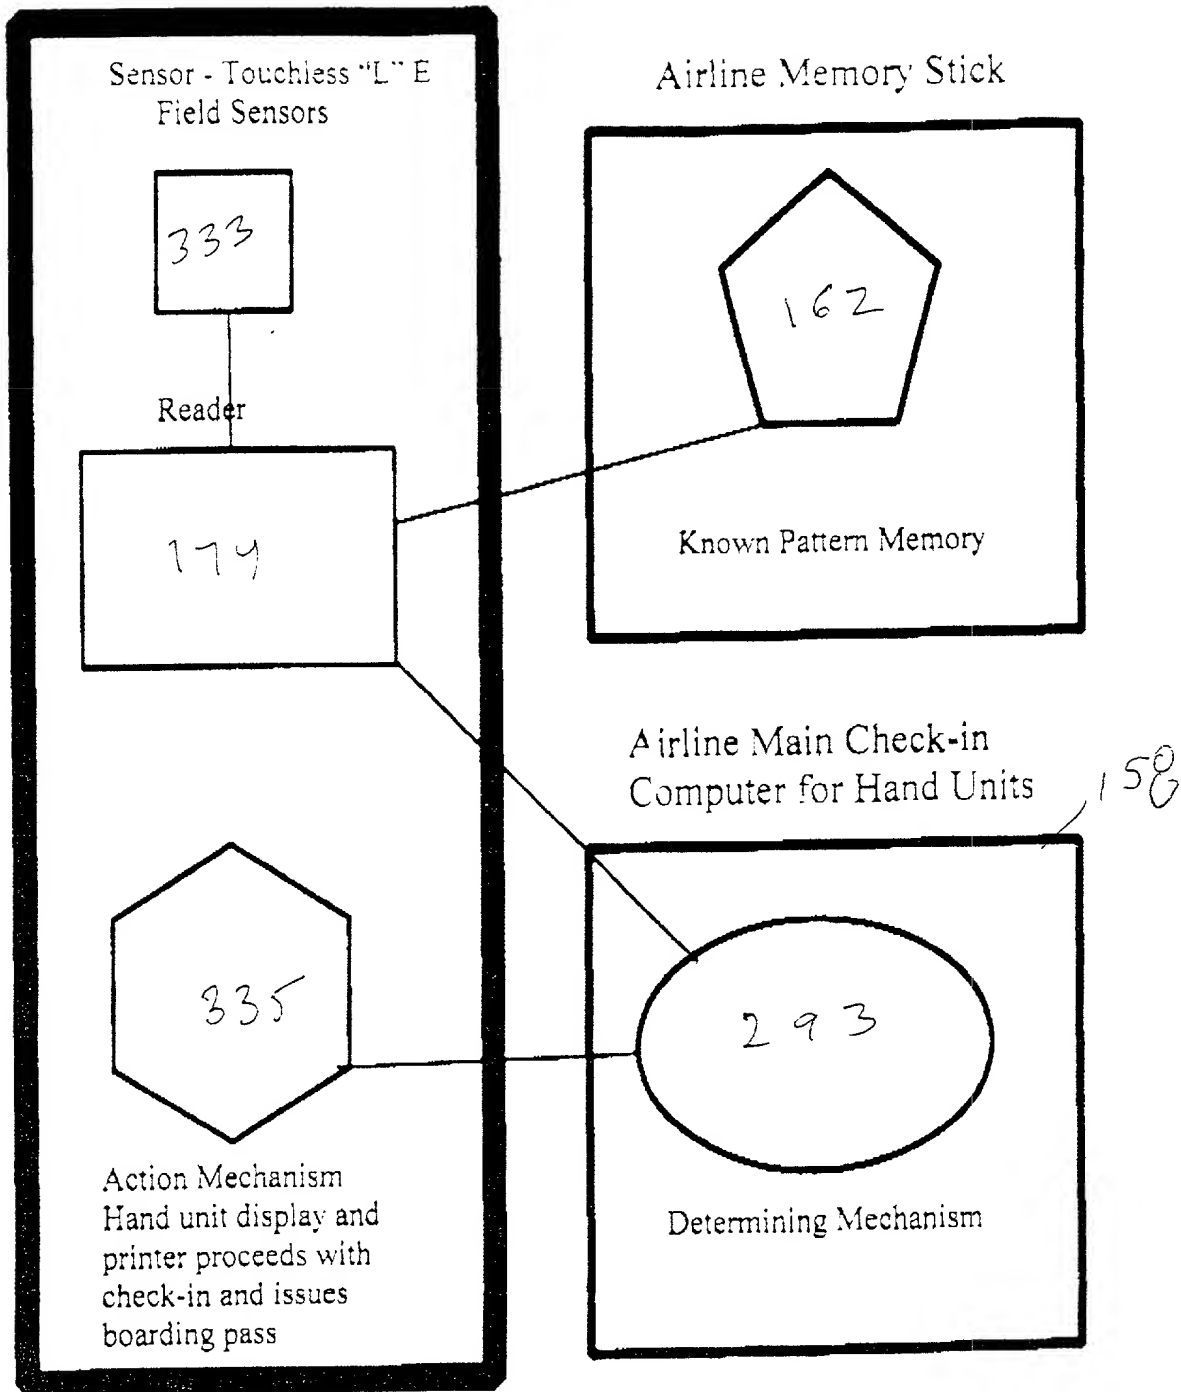 Sensor - Touchless "L" E
Field Sensors
333
Reader
174
335
Action Mechanism
Hand unit display and
printer proceeds with
check-in and issues
boarding pass
Airline Memory Stick
162
Known Pattern Memory
Airline Main Check-in
Computer for Hand Units
158
293
Determining Mechanism